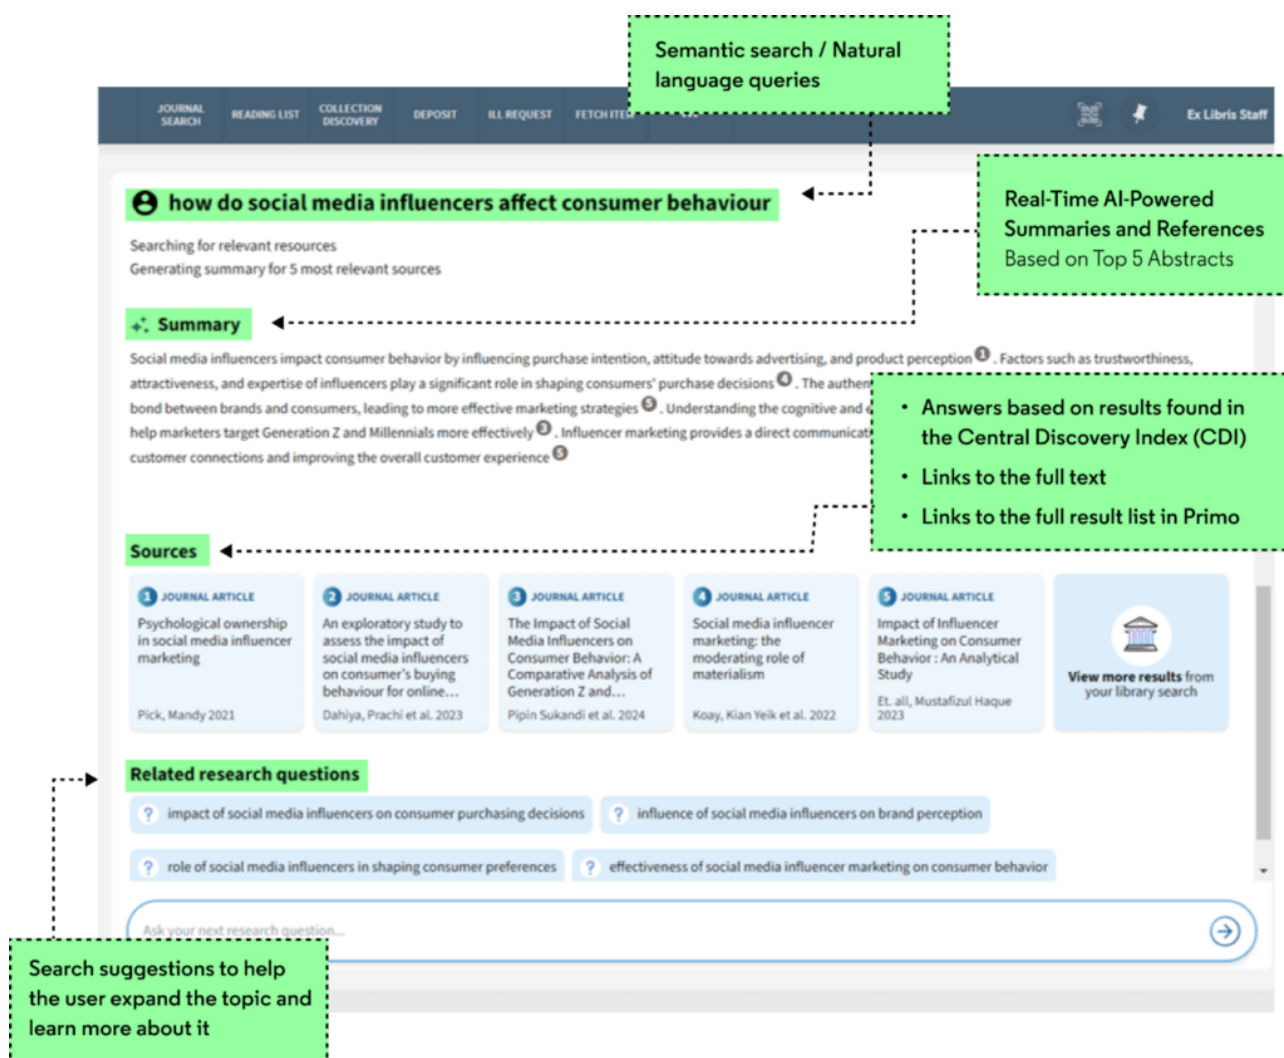 Semantic search / Natural
language queries
JOURNAL
SEARCH
READING LIST
COLLECTION
DISCOVERY
DEPOSIT
ILL REQUEST
FETCH ITEM
Ex Libris Staff
how do social media influencers affect consumer behaviour
Real-Time AI-Powered
Summaries and References
Based on Top 5 Abstracts
Searching for relevant resources
Generating summary for 5 most relevant sources
Summary
Social media influencers impact consumer behavior by influencing purchase intention, attitude towards advertising, and product perception 1 . Factors such as trustworthiness,
attractiveness, and expertise of influencers play a significant role in shaping consumers' purchase decisions 4 . The
bond between brands and consumers, leading to more effective marketing strategies 5 . Understanding the cognitive and
help marketers target Generation Z and Millennials more effectively 3 . Influencer marketing provides a direct
customer connections and improving the overall customer experience 5
• Answers based on results found in
the Central Discovery Index (CDI)
• Links to the full text
• Links to the full result list in Primo
Sources
1 JOURNAL ARTICLE
Psychological ownership
in social media influencer
marketing
Pick, Mandy 2021
2 JOURNAL ARTICLE
An exploratory study to
assess the impact of
social media influencers
on consumer's buying
behaviour for online...
Dahiya, Prachi et al. 2023
3 JOURNAL ARTICLE
The Impact of Social
Media Influencers on
Consumer Behavior: A
Comparative Analysis of
Generation Z and...
Pipin Sukandi et al. 2024
4 JOURNAL ARTICLE
Social media influencer
marketing: the
moderating role of
materialism
Koay, Kian Yeik et al. 2022
5 JOURNAL ARTICLE
Impact of Influencer
Marketing on Consumer
Behavior : An Analytical
Study
Et. all, Mustafizul Haque
2023
View more results from
your library search
Related research questions
? impact of social media influencers on consumer purchasing decisions
? influence of social media influencers on brand perception
? role of social media influencers in shaping consumer preferences
? effectiveness of social media influencer marketing on consumer behavior
Ask your next research question...
Search suggestions to help
the user expand the topic and
learn more about it